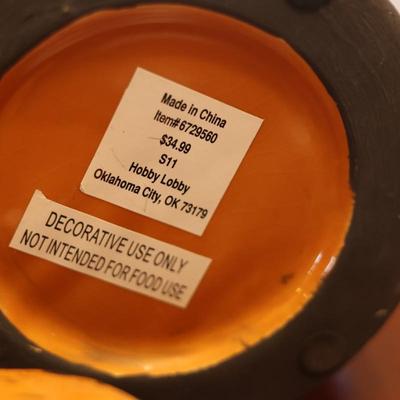 Made in China
Item#6729560
$34.99
S11
Hobby Lobby
Oklahoma City, OK 73179
DECORATIVE USE ONLY
NOT INTENDED FOR FOOD USE